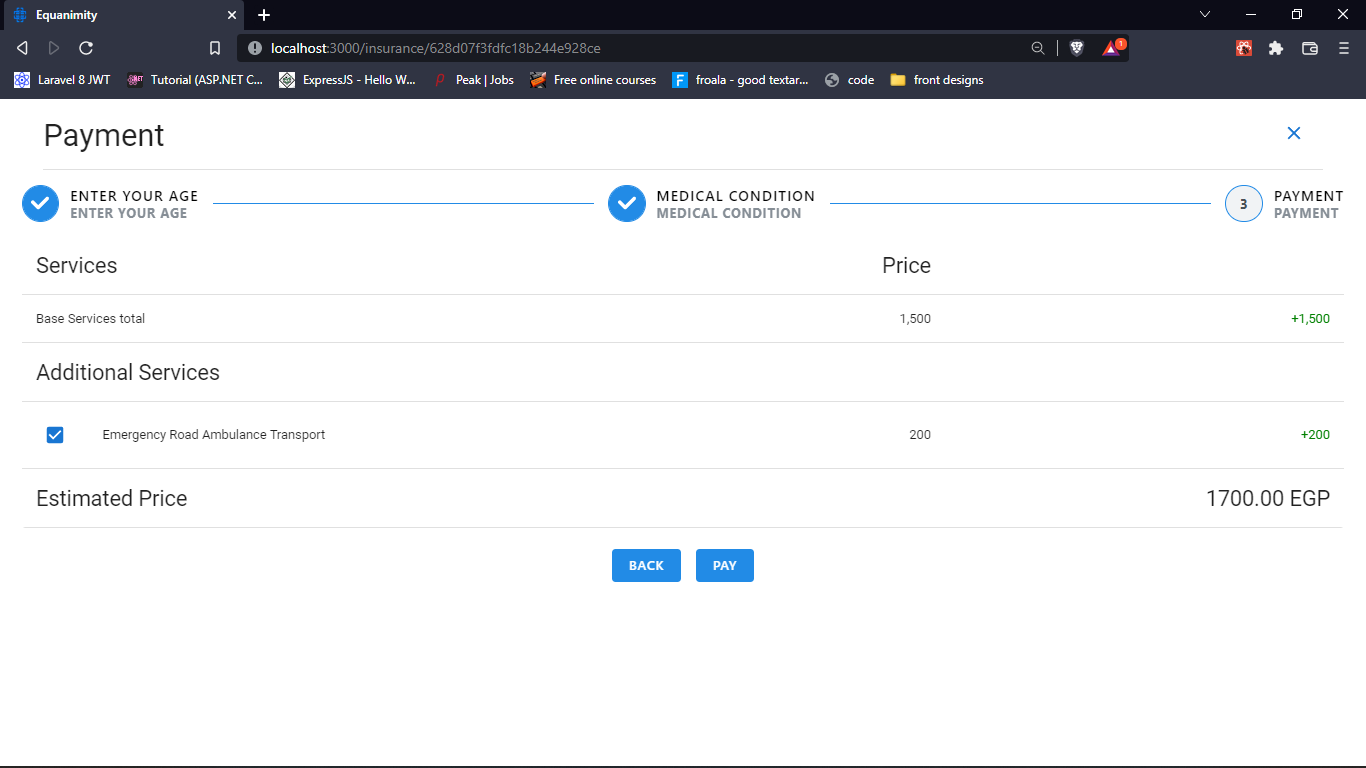 Equanimity
localhost:3000/insurance/628d07f3fdfc18b244e928ce
1
Laravel 8 JWT
Tutorial (ASP.NET C...
ExpressJS - Hello W...
Peak | Jobs
Free online courses
froala - good textar...
code
front designs
Payment
ENTER YOUR AGE
ENTER YOUR AGE
MEDICAL CONDITION
MEDICAL CONDITION
3
PAYMENT
PAYMENT
Services Price
Base Services total 1,500 +1,500
Additional Services
Emergency Road Ambulance Transport 200 +200
Estimated Price 1700.00 EGP
BACK PAY